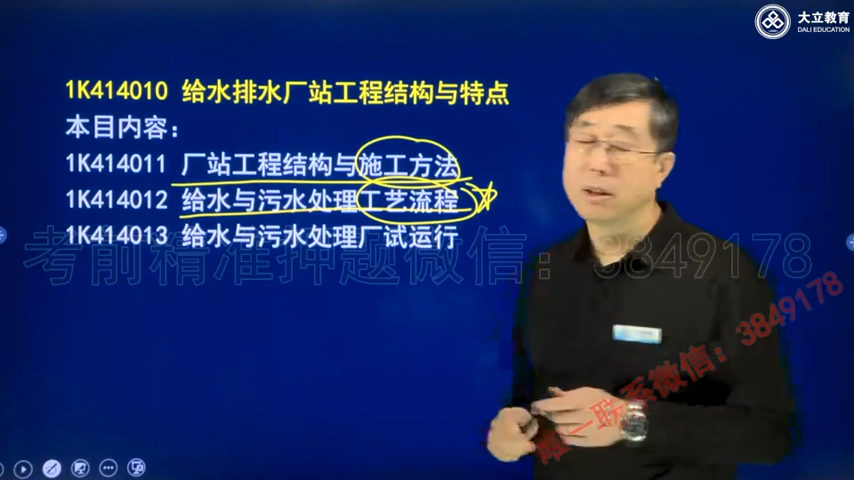 大立教育
DALI EDUCATION
1K414010 给水排水厂站工程结构与特点
本目内容：
1K414011 厂站工程结构与施工方法
1K414012 给水与污水处理工艺流程
1K414013 给水与污水处理厂试运行
考前精准押题微信：3849178
唯一联系微信：3849178